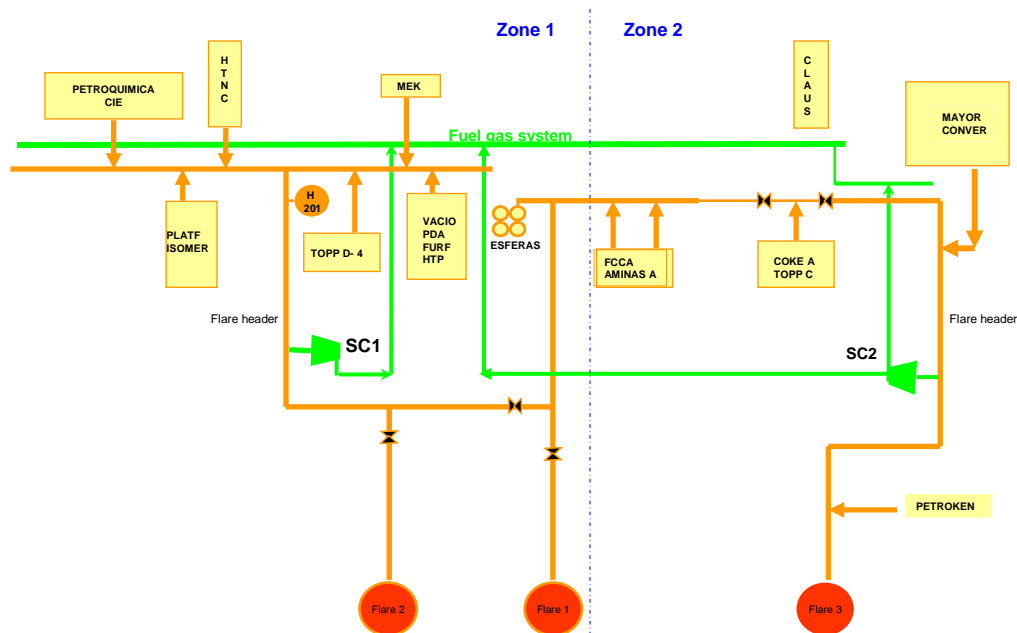 Zone 1
Zone 2
H
T
N
C
C
L
A
U
S
PETROQUIMICA
CIE
MEK
MAYOR
CONVER
Fuel gas system
H
201
PLATF
ISOMER
TOPP D- 4
VACIO
PDA
FURF
HTP
ESFERAS
FCCA
AMINAS A
COKE A
TOPP C
Flare header
Flare header
SC1
SC2
PETROKEN
Flare 2
Flare 1
Flare 3